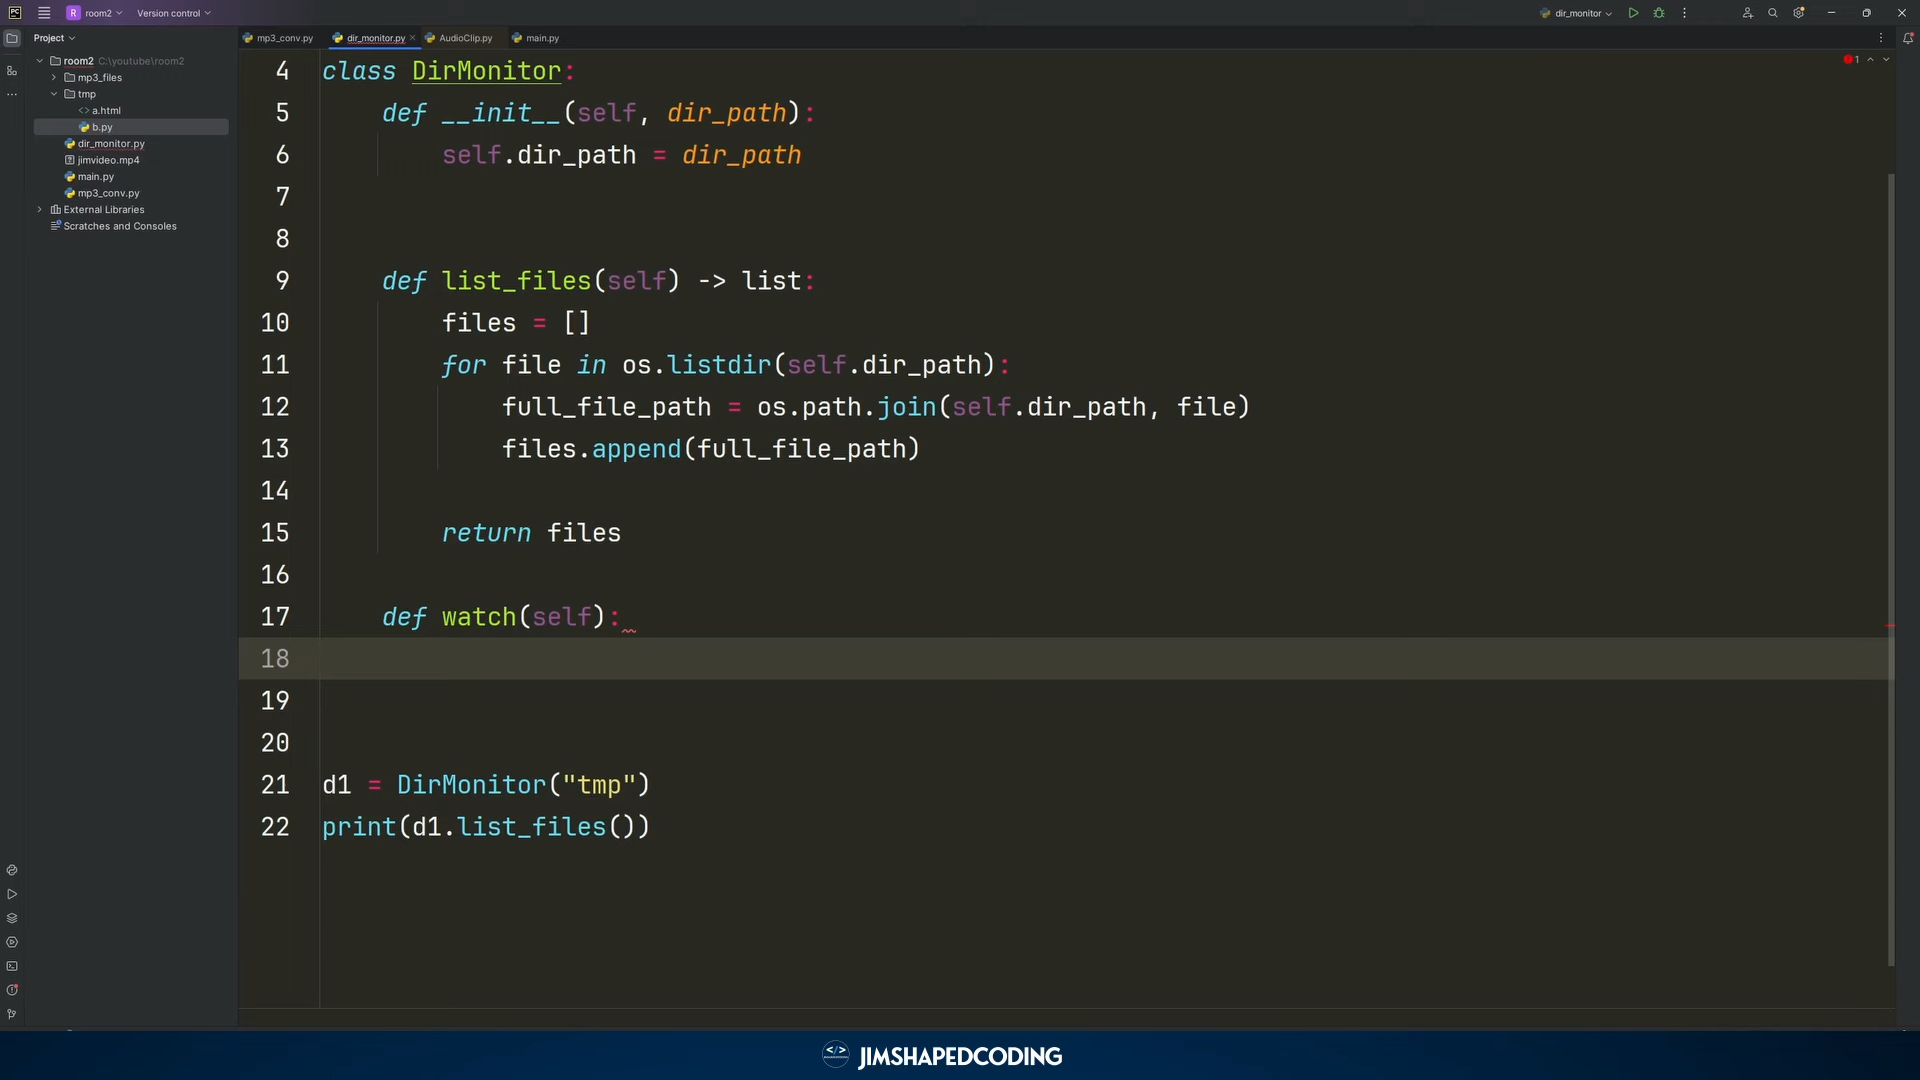 PC R room2 Version control dir_monitor
Project mp3_conv.py dir_monitor.py AudioClip.py main.py
room2 C:\youtube\room2
mp3_files
tmp
<> a.html
b.py
dir_monitor.py
jimvideo.mp4
main.py
mp3_conv.py
External Libraries
Scratches and Consoles
1
4 class DirMonitor:
5 def __init__(self, dir_path):
6 self.dir_path = dir_path
7
8
9 def list_files(self) -> list:
10 files = []
11 for file in os.listdir(self.dir_path):
12 full_file_path = os.path.join(self.dir_path, file)
13 files.append(full_file_path)
14
15 return files
16
17 def watch(self):
18
19
20
21 d1 = DirMonitor("tmp")
22 print(d1.list_files())
</> JIMSHAPEDCODING